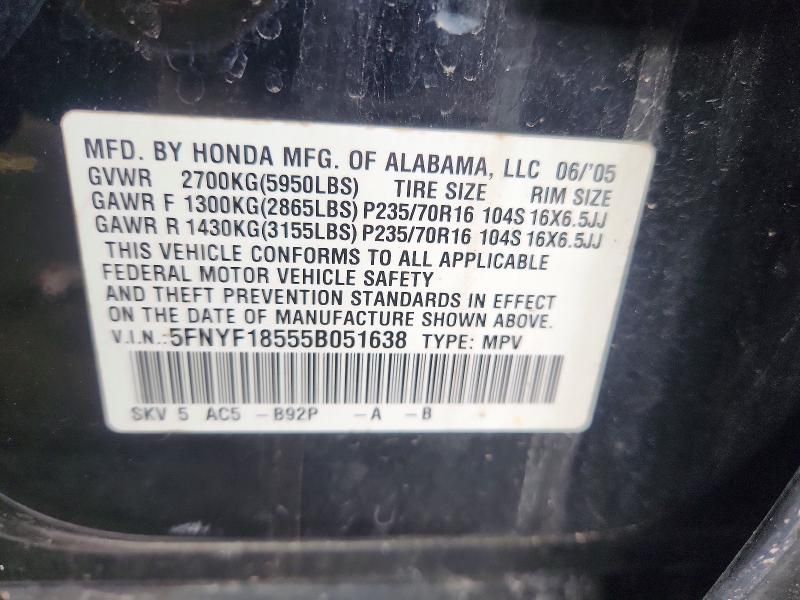 MFD. BY HONDA MFG. OF ALABAMA, LLC 06/'05
GVWR 2700KG(5950LBS) TIRE SIZE RIM SIZE
GAWR F 1300KG(2865LBS) P235/70R16 104S 16X6.5JJ
GAWR R 1430KG(3155LBS) P235/70R16 104S 16X6.5JJ
THIS VEHICLE CONFORMS TO ALL APPLICABLE
FEDERAL MOTOR VEHICLE SAFETY
AND THEFT PREVENTION STANDARDS IN EFFECT
ON THE DATE OF MANUFACTURE SHOWN ABOVE.
V.I.N.:5FNYF18555B051638 TYPE: MPV
SKV 5 AC5 -B92P -A -B